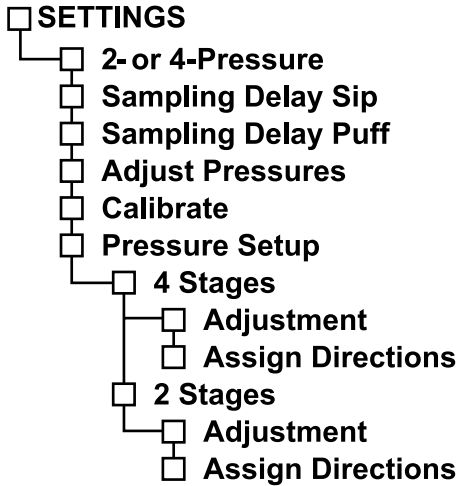 SETTINGS
2- or 4-Pressure
Sampling Delay Sip
Sampling Delay Puff
Adjust Pressures
Calibrate
Pressure Setup
4 Stages
Adjustment
Assign Directions
2 Stages
Adjustment
Assign Directions